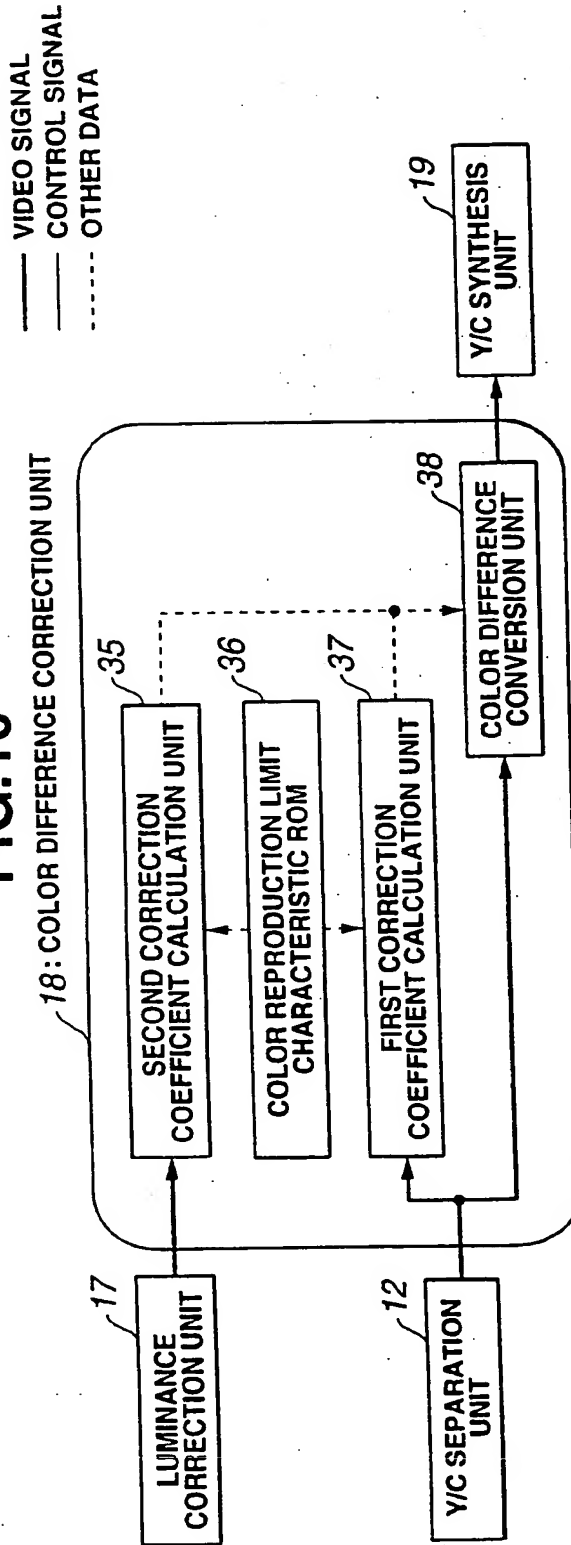 VIDEO SIGNAL
CONTROL SIGNAL
OTHER DATA
18: COLOR DIFFERENCE CORRECTION UNIT
17
LUMINANCE
CORRECTION UNIT
35
SECOND CORRECTION
COEFFICIENT CALCULATION UNIT
36
COLOR REPRODUCTION LIMIT
CHARACTERISTIC ROM
37
FIRST CORRECTION
COEFFICIENT CALCULATION UNIT
12
Y/C SEPARATION
UNIT
38
COLOR DIFFERENCE
CONVERSION UNIT
19
Y/C SYNTHESIS
UNIT